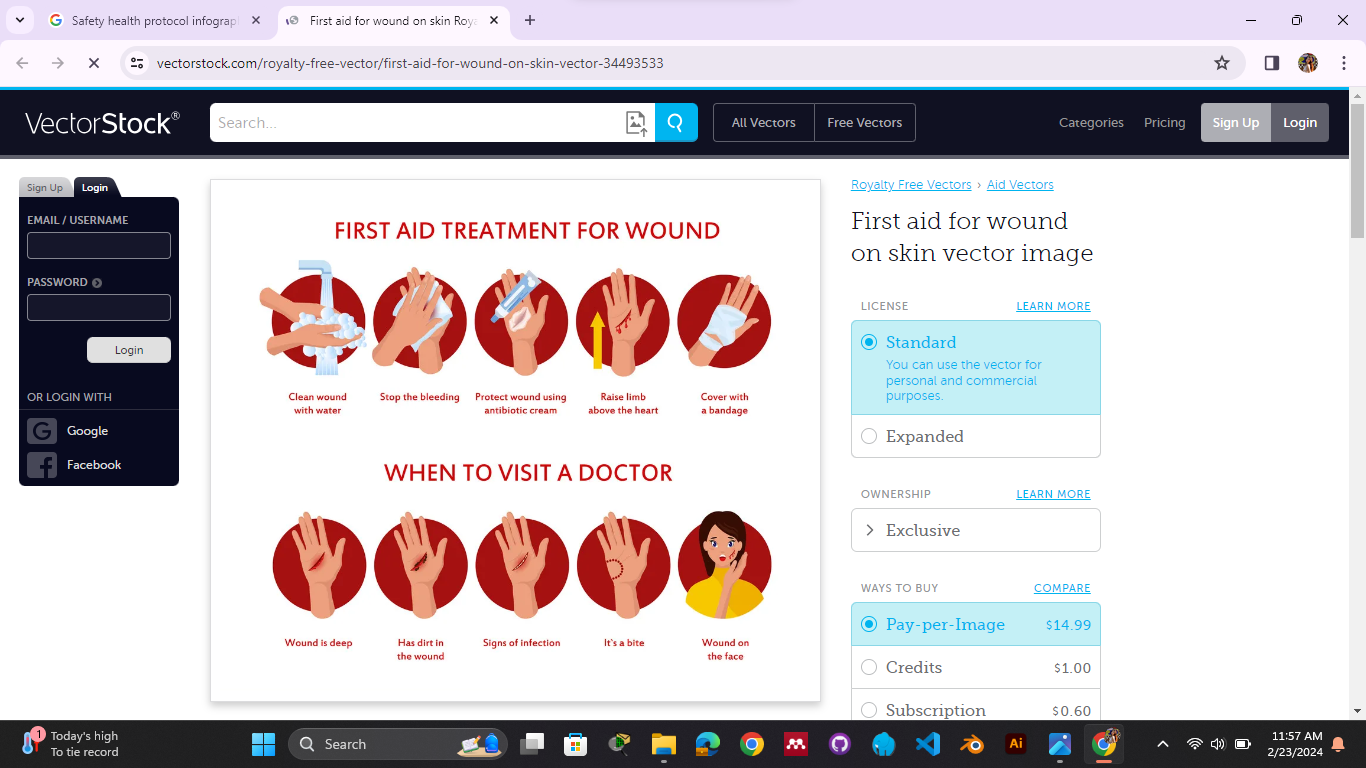 Safety health protocol infograph
First aid for wound on skin Roya
vectorstock.com/royalty-free-vector/first-aid-for-wound-on-skin-vector-34493533
VectorStock®
Search...
All Vectors
Free Vectors
Categories
Pricing
Sign Up
Login
Sign Up
Login
EMAIL / USERNAME
PASSWORD
Login
OR LOGIN WITH
G Google
f Facebook
FIRST AID TREATMENT FOR WOUND
Clean wound
with water
Stop the bleeding
Protect wound using
antibiotic cream
Raise limb
above the heart
Cover with
a bandage
WHEN TO VISIT A DOCTOR
Wound is deep
Has dirt in
the wound
Signs of infection
It`s a bite
Wound on
the face
Royalty Free Vectors › Aid Vectors
First aid for wound
on skin vector image
LICENSE
LEARN MORE
Standard
You can use the vector for
personal and commercial
purposes.
Expanded
OWNERSHIP
LEARN MORE
Exclusive
WAYS TO BUY
COMPARE
Pay-per-Image $14.99
Credits $1.00
Subscription $0.60
1
Today's high
To tie record
Search
Ai
11:57 AM
2/23/2024